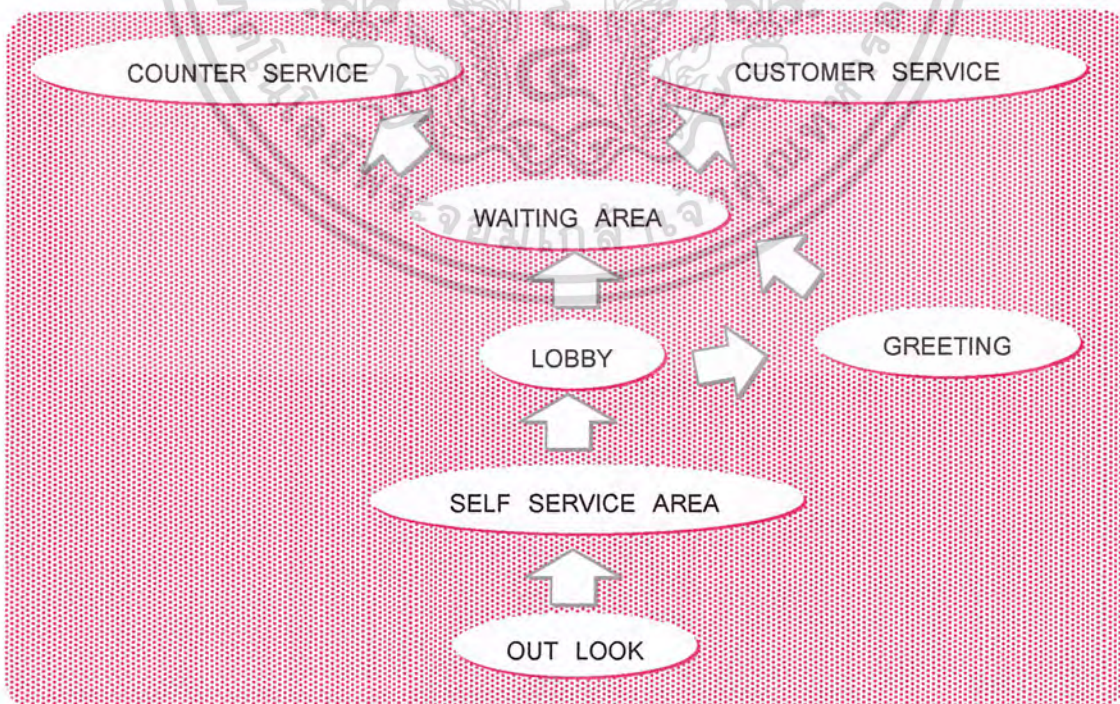 COUNTER SERVICE
CUSTOMER SERVICE
WAITING AREA
LOBBY
GREETING
SELF SERVICE AREA
OUT LOOK